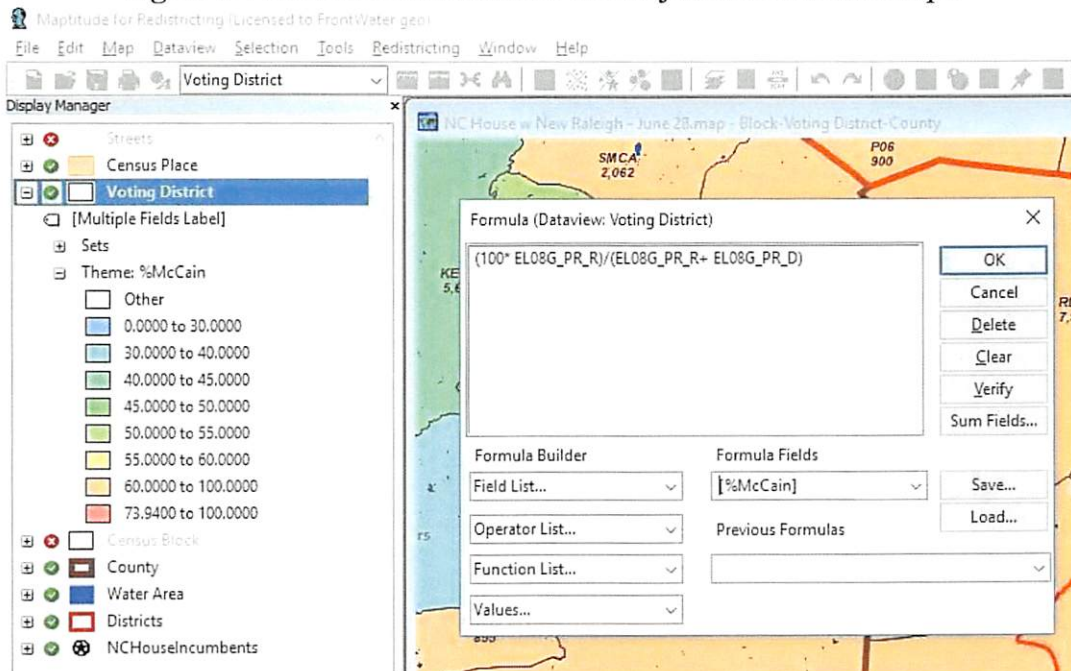 Maptitude for Redistricting (Licensed to FrontWater gen)
File Edit Map Dataview Selection Tools Redistricting Window Help
Voting District
Display Manager x
NC House w New Raleigh - June 28.map - Block-Voting District-County
Streets
Census Place
Voting District
[Multiple Fields Label]
Sets
Theme: %McCain
Other
0.0000 to 30.0000
30.0000 to 40.0000
40.0000 to 45.0000
45.0000 to 50.0000
50.0000 to 55.0000
55.0000 to 60.0000
60.0000 to 100.0000
73.9400 to 100.0000
Census Block
County
Water Area
Districts
NCHouseIncumbents
SMCA
2,062
P06
900
KE
5,6
rs
855
Formula (Dataview: Voting District)
(100* EL08G_PR_R)/(EL08G_PR_R+ EL08G_PR_D)
OK
Cancel
Delete
Clear
Verify
Sum Fields...
Formula Builder
Field List...
Operator List...
Function List...
Values...
Formula Fields
[%McCain]
Previous Formulas
Save...
Load...